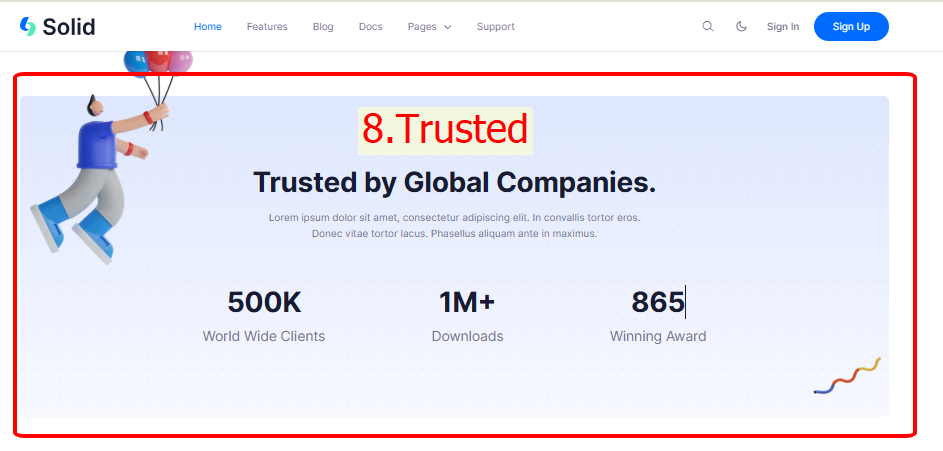 Solid
Home Features Blog Docs Pages Support Sign In Sign Up
8.Trusted
Trusted by Global Companies.
Lorem ipsum dolor sit amet, consectetur adipiscing elit. In convallis tortor eros.
Donec vitae tortor lacus. Phasellus aliquam ante in maximus.
500K 1M+ 865
World Wide Clients Downloads Winning Award